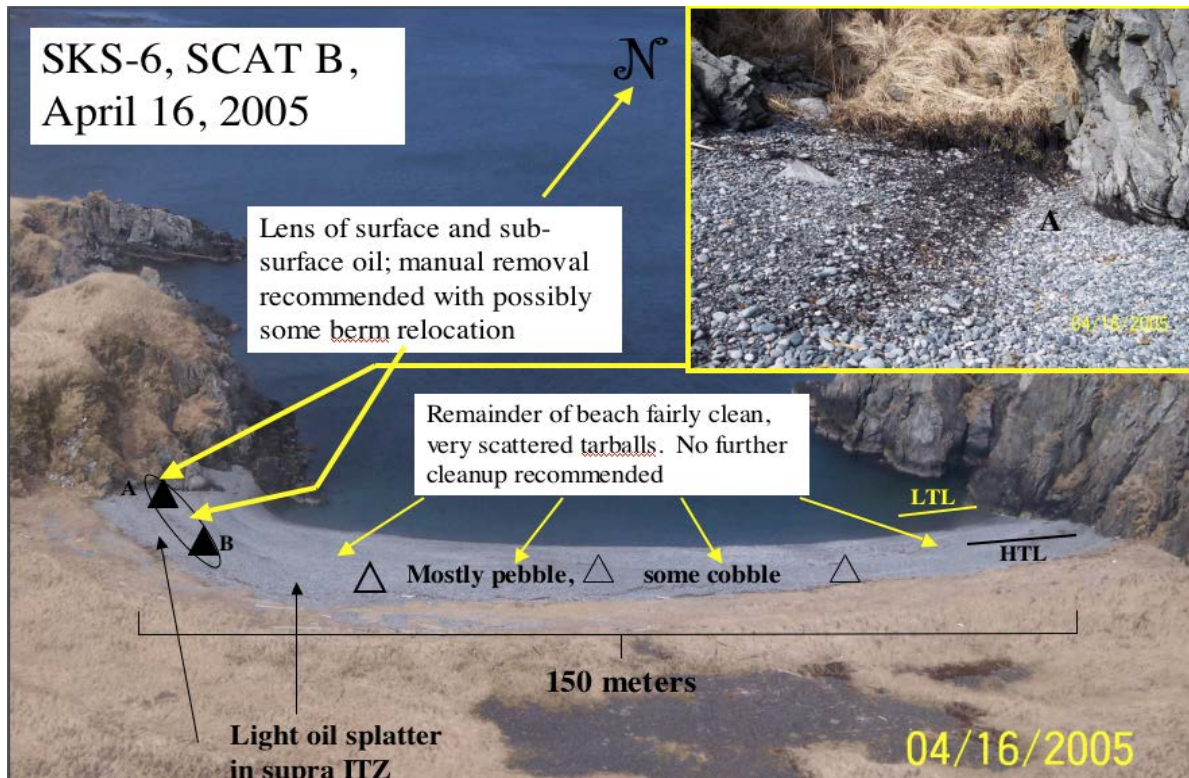 SKS-6, SCAT B,
April 16, 2005
N
Lens of surface and sub-
surface oil; manual removal
recommended with possibly
some berm relocation
A
04/16/2005
Remainder of beach fairly clean,
very scattered tarballs. No further
cleanup recommended
LTL
HTL
A
B
Mostly pebble, some cobble
150 meters
Light oil splatter
in supra ITZ
04/16/2005